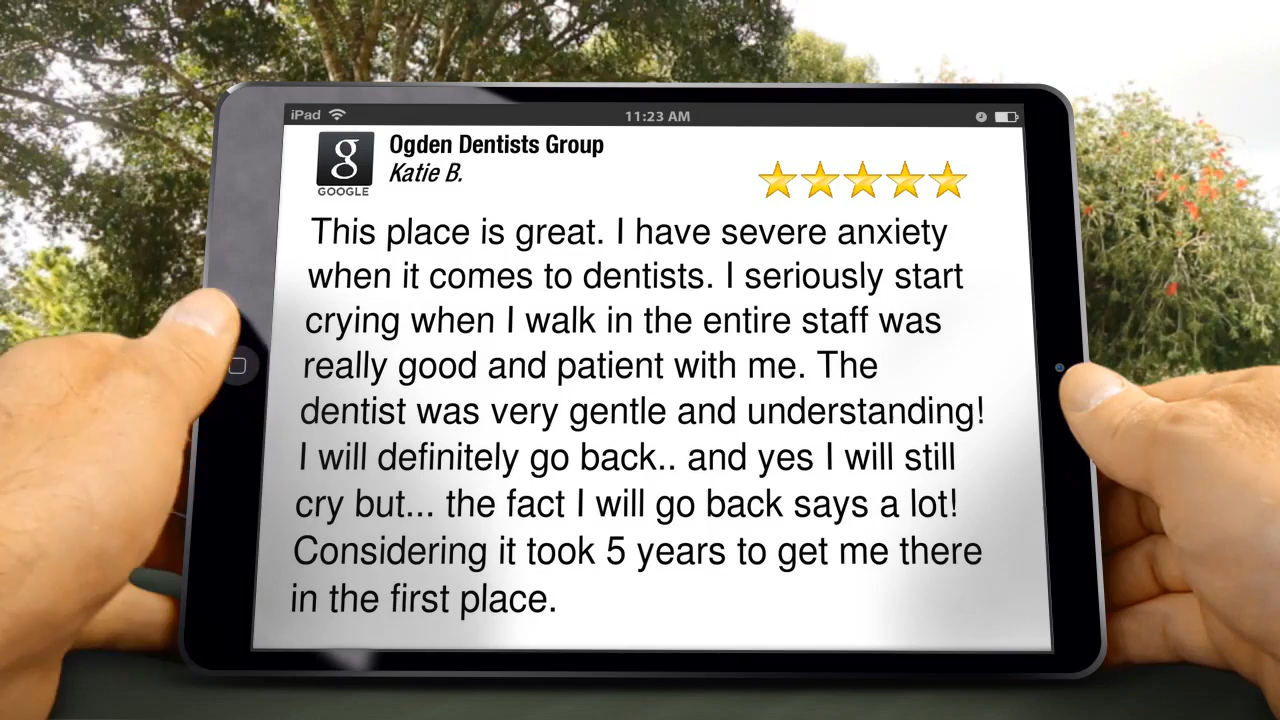 iPad 11:23 AM
g
GOOGLE
Ogden Dentists Group
Katie B.
This place is great. I have severe anxiety
when it comes to dentists. I seriously start
crying when I walk in the entire staff was
really good and patient with me. The
dentist was very gentle and understanding!
I will definitely go back.. and yes I will still
cry but... the fact I will go back says a lot!
Considering it took 5 years to get me there
in the first place.